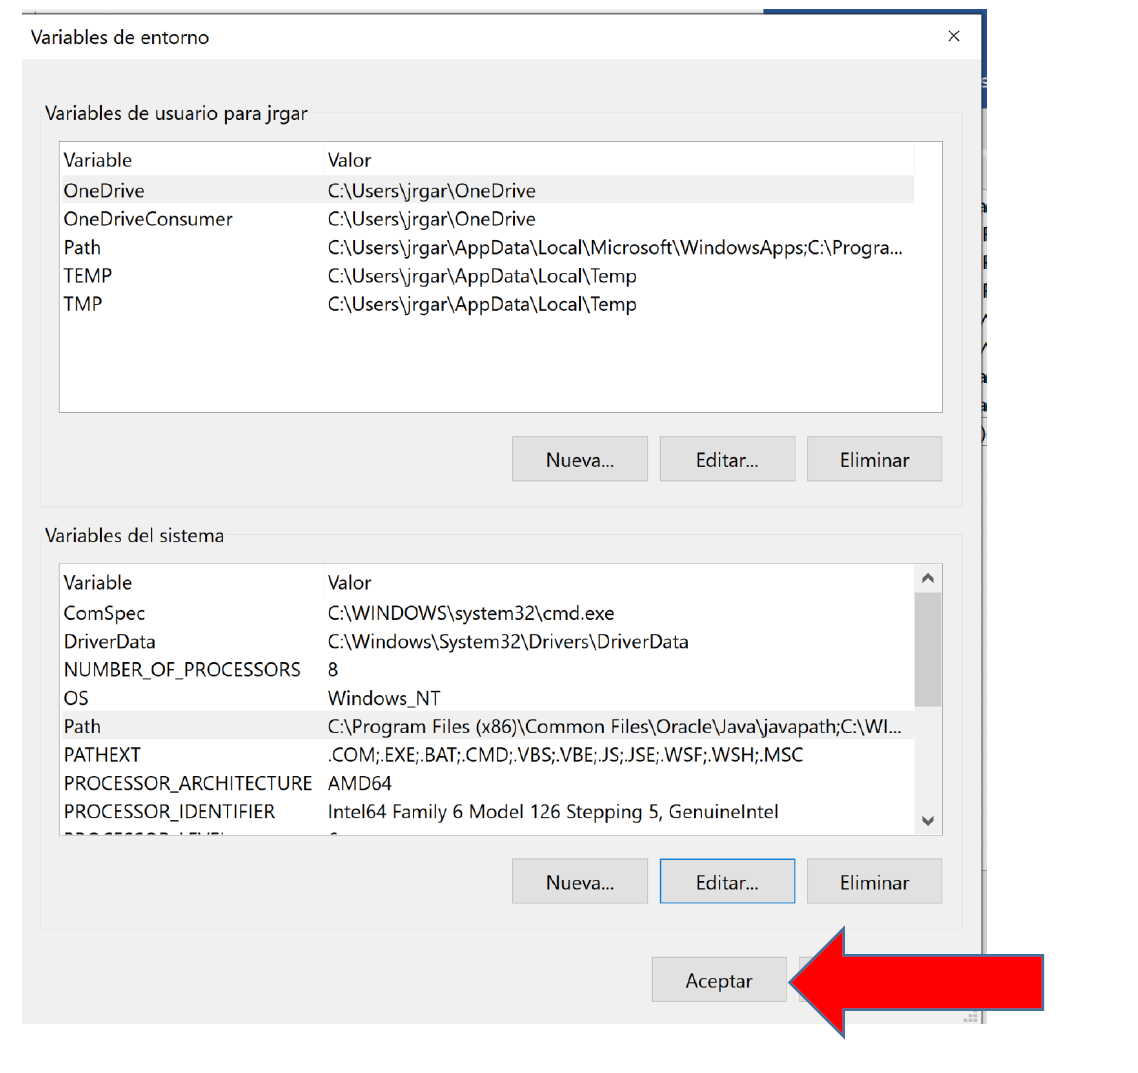 Variables de entorno
Variables de usuario para jrgar
Variable Valor
OneDrive C:\Users\jrgar\OneDrive
OneDriveConsumer C:\Users\jrgar\OneDrive
Path C:\Users\jrgar\AppData\Local\Microsoft\WindowsApps;C:\Progra...
TEMP C:\Users\jrgar\AppData\Local\Temp
TMP C:\Users\jrgar\AppData\Local\Temp
Nueva... Editar... Eliminar
Variables del sistema
Variable Valor
ComSpec C:\WINDOWS\system32\cmd.exe
DriverData C:\Windows\System32\Drivers\DriverData
NUMBER_OF_PROCESSORS 8
OS Windows_NT
Path C:\Program Files (x86)\Common Files\Oracle\Java\javapath;C:\WI...
PATHEXT .COM;.EXE;.BAT;.CMD;.VBS;.VBE;.JS;.JSE;.WSF;.WSH;.MSC
PROCESSOR_ARCHITECTURE AMD64
PROCESSOR_IDENTIFIER Intel64 Family 6 Model 126 Stepping 5, GenuineIntel
Nueva... Editar... Eliminar
Aceptar